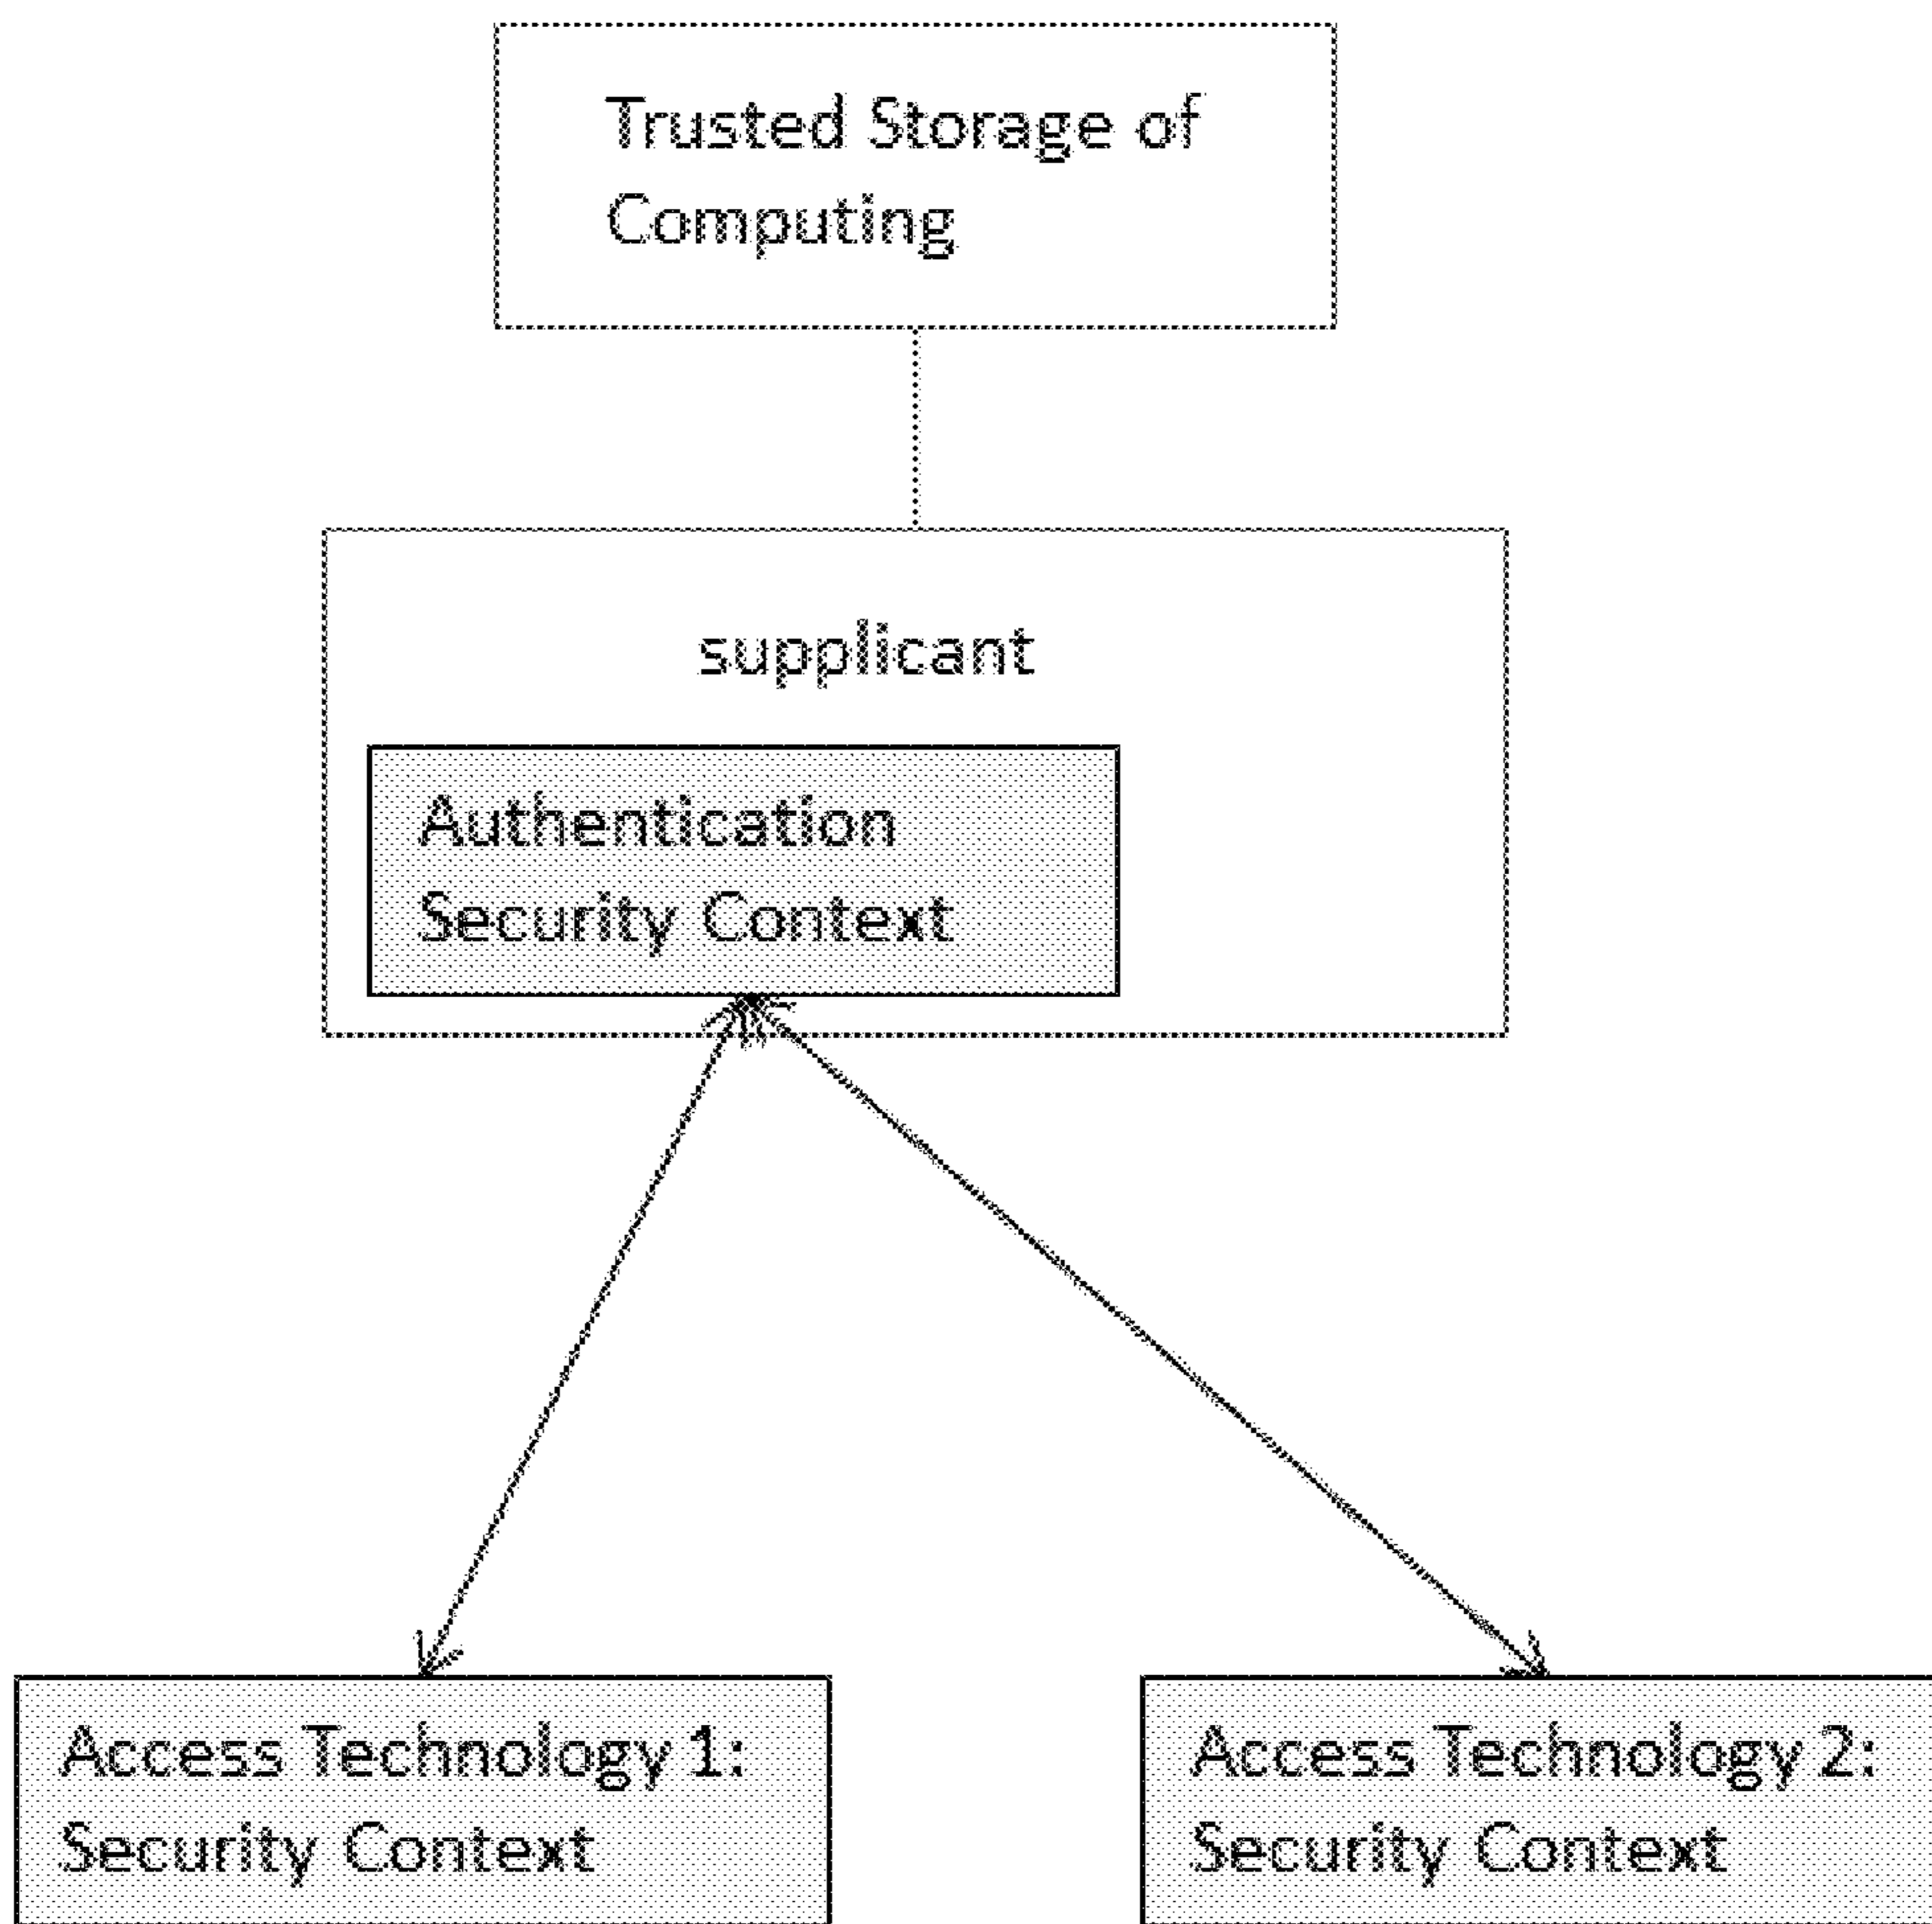 Trusted Storage of
Computing
supplicant
Authentication
Security Context
Access Technology 1:
Security Context
Access Technology 2:
Security Context